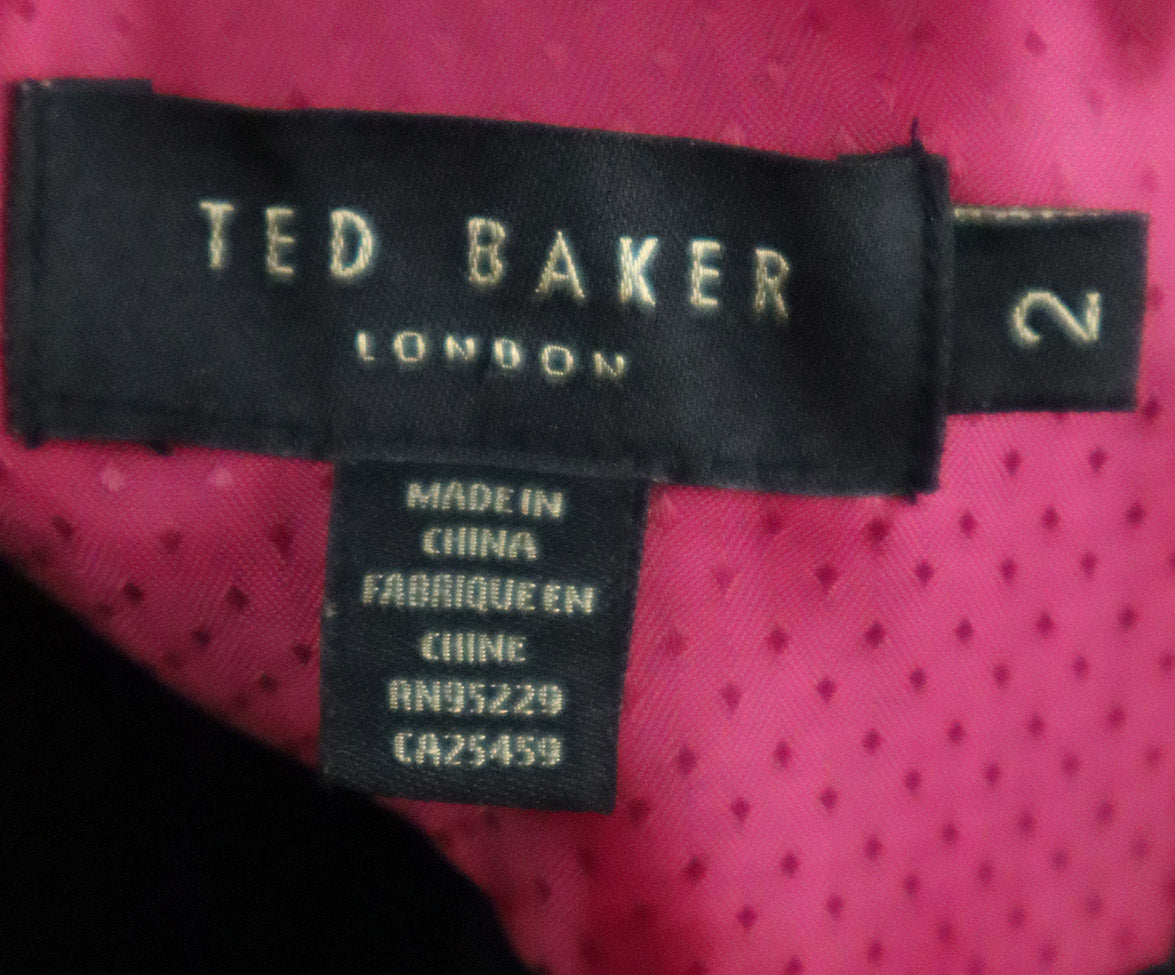 TED BAKER
LONDON
2
MADE IN
CHINA
FABRIQUE EN
CHINE
RN95229
CA25459